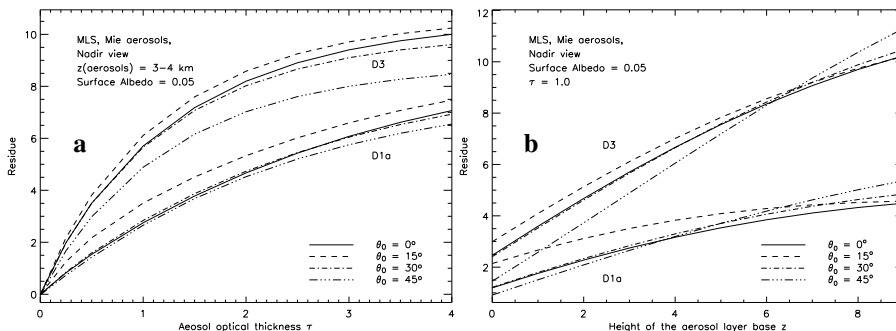 MLS, Mie aerosols,
Nadir view
z(aerosols) = 3-4 km
Surface Albedo = 0.05
D3
a
D1a
θ₀ = 0°
θ₀ = 15°
θ₀ = 30°
θ₀ = 45°
Residue
10
8
6
4
2
0
0 1 2 3 4
Aeosol optical thickness τ
MLS, Mie aerosols,
Nadir view
Surface Albedo = 0.05
τ = 1.0
b
D3
D1a
θ₀ = 0°
θ₀ = 15°
θ₀ = 30°
θ₀ = 45°
Residue
12
10
8
6
4
2
0 2 4 6 8
Height of the aerosol layer base z